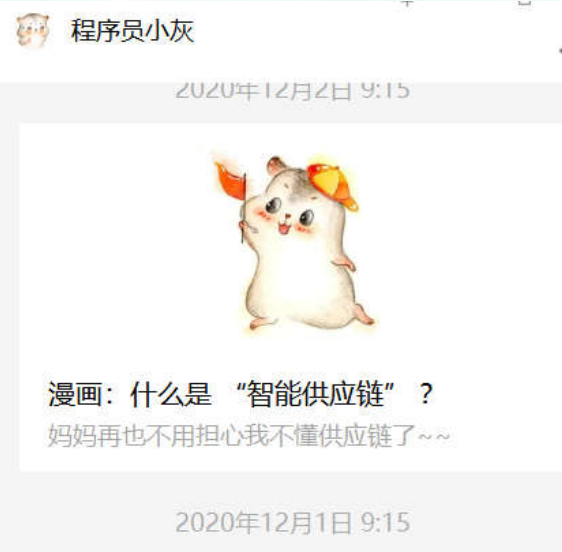 程序员小灰
2020年12月2日 9:15
漫画：什么是 “智能供应链” ？
妈妈再也不用担心我不懂供应链了~~
2020年12月1日 9:15